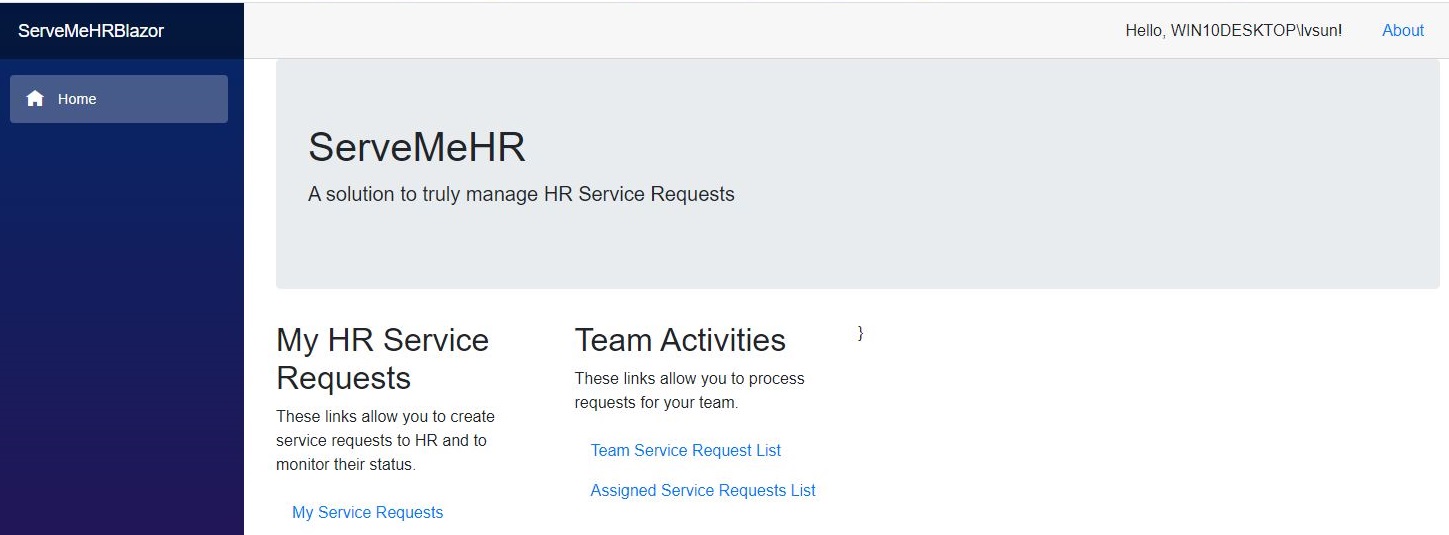 ServeMeHRBlazor
Hello, WIN10DESKTOP\lvsun!
About
Home
ServeMeHR
A solution to truly manage HR Service Requests
My HR Service
Requests
These links allow you to create
service requests to HR and to
monitor their status.
My Service Requests
Team Activities
These links allow you to process
requests for your team.
Team Service Request List
Assigned Service Requests List
}